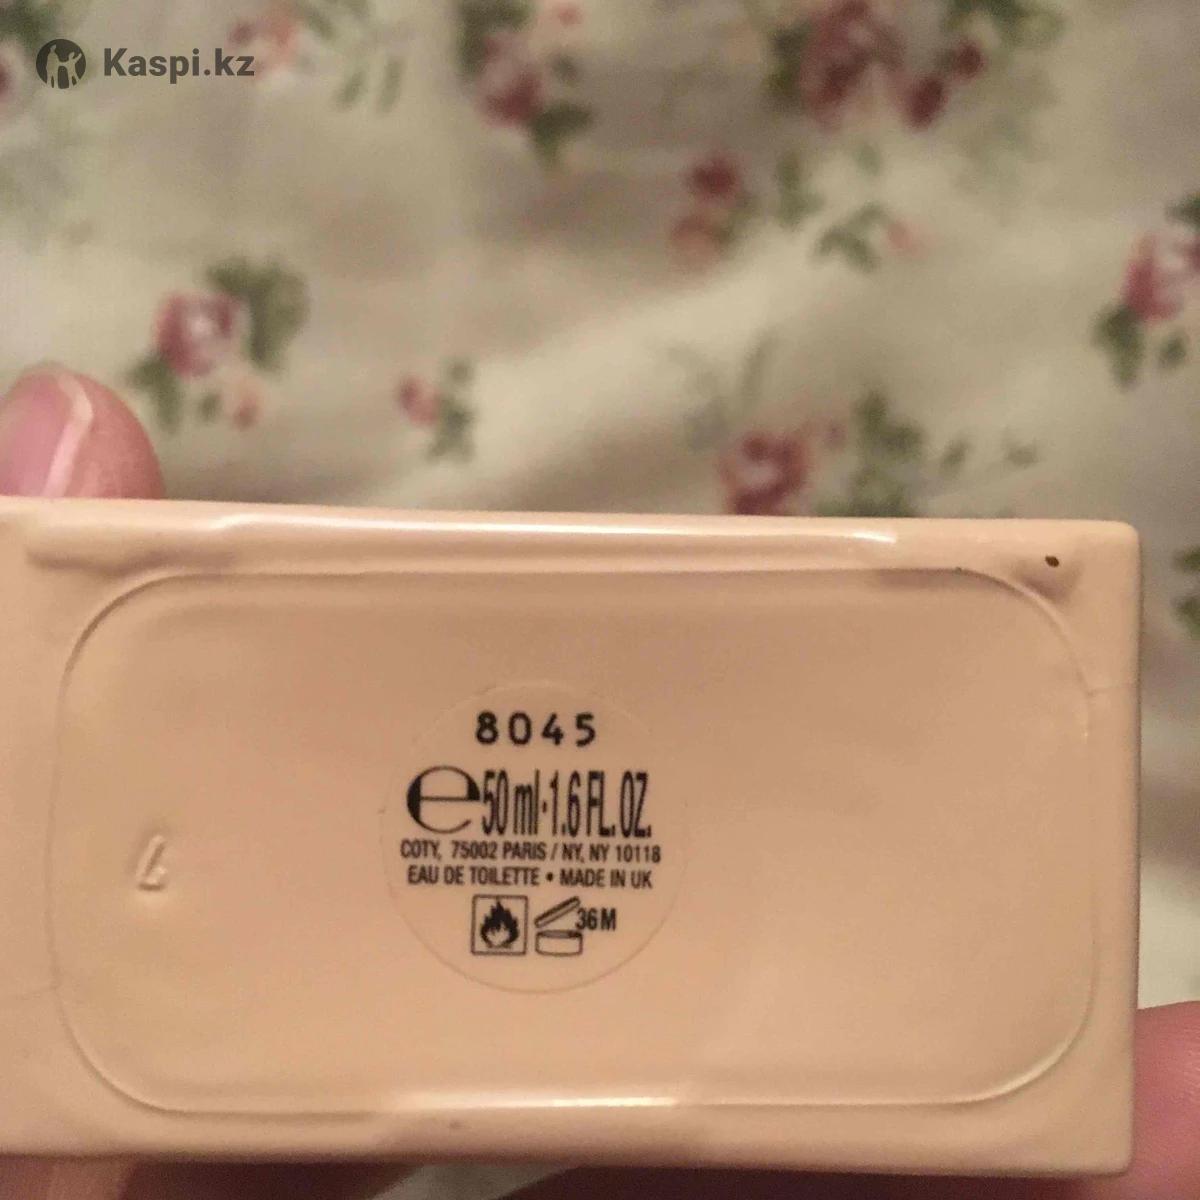 Kaspi.kz
8045
℮50 ml·1.6 FL. OZ.
COTY, 75002 PARIS / NY, NY 10118
EAU DE TOILETTE • MADE IN UK
36M